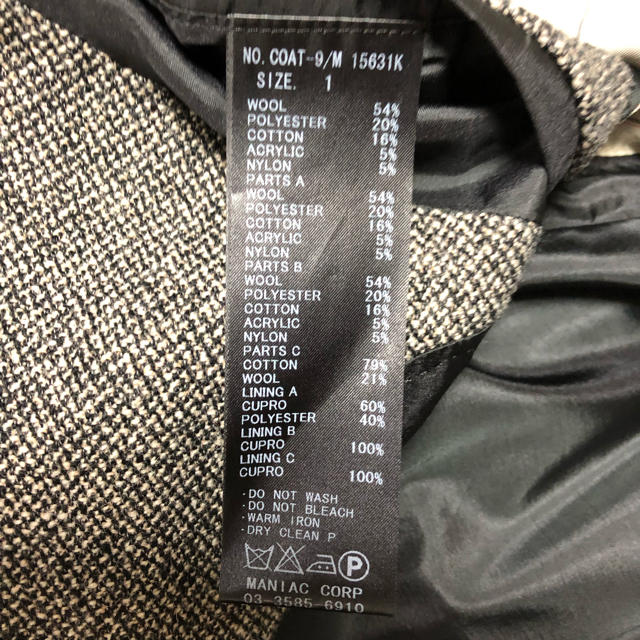 NO. COAT-9/M 15631K
SIZE. 1
WOOL 54%
POLYESTER 20%
COTTON 16%
ACRYLIC 5%
NYLON 5%
PARTS A
WOOL 54%
POLYESTER 20%
COTTON 16%
ACRYLIC 5%
NYLON 5%
PARTS B
WOOL 54%
POLYESTER 20%
COTTON 16%
ACRYLIC 5%
NYLON 5%
PARTS C
COTTON 79%
WOOL 21%
LINING A
CUPRO 60%
POLYESTER 40%
LINING B
CUPRO 100%
LINING C
CUPRO 100%
·DO NOT WASH
·DO NOT BLEACH
·WARM IRON
·DRY CLEAN P
P
MANIAC CORP
03-3585-6910